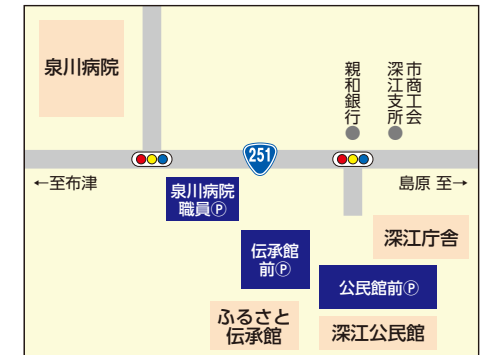 泉川病院
親和銀行
市商工会
深江支所
251
←至布津
島原 至→
泉川病院
職員Ⓟ
伝承館
前Ⓟ
深江庁舎
公民館前Ⓟ
ふるさと
伝承館
深江公民館